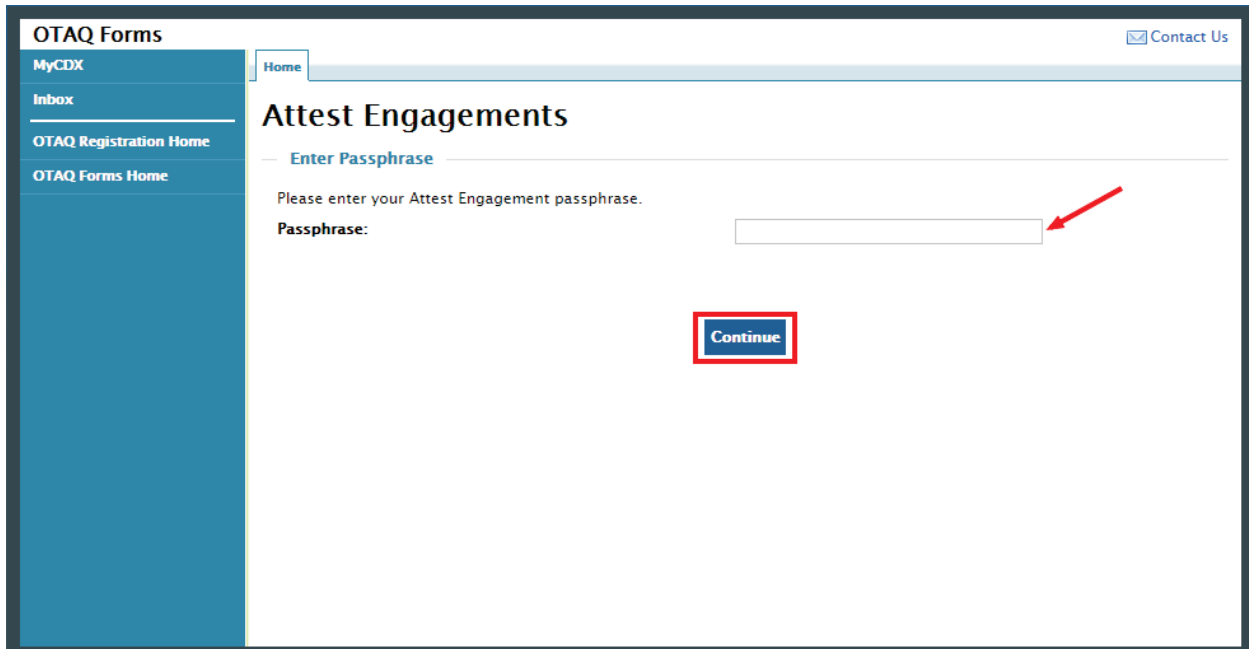 OTAQ Forms
Contact Us
MyCDX
Inbox
OTAQ Registration Home
OTAQ Forms Home
Home
Attest Engagements
Enter Passphrase
Please enter your Attest Engagement passphrase.
Passphrase:
Continue